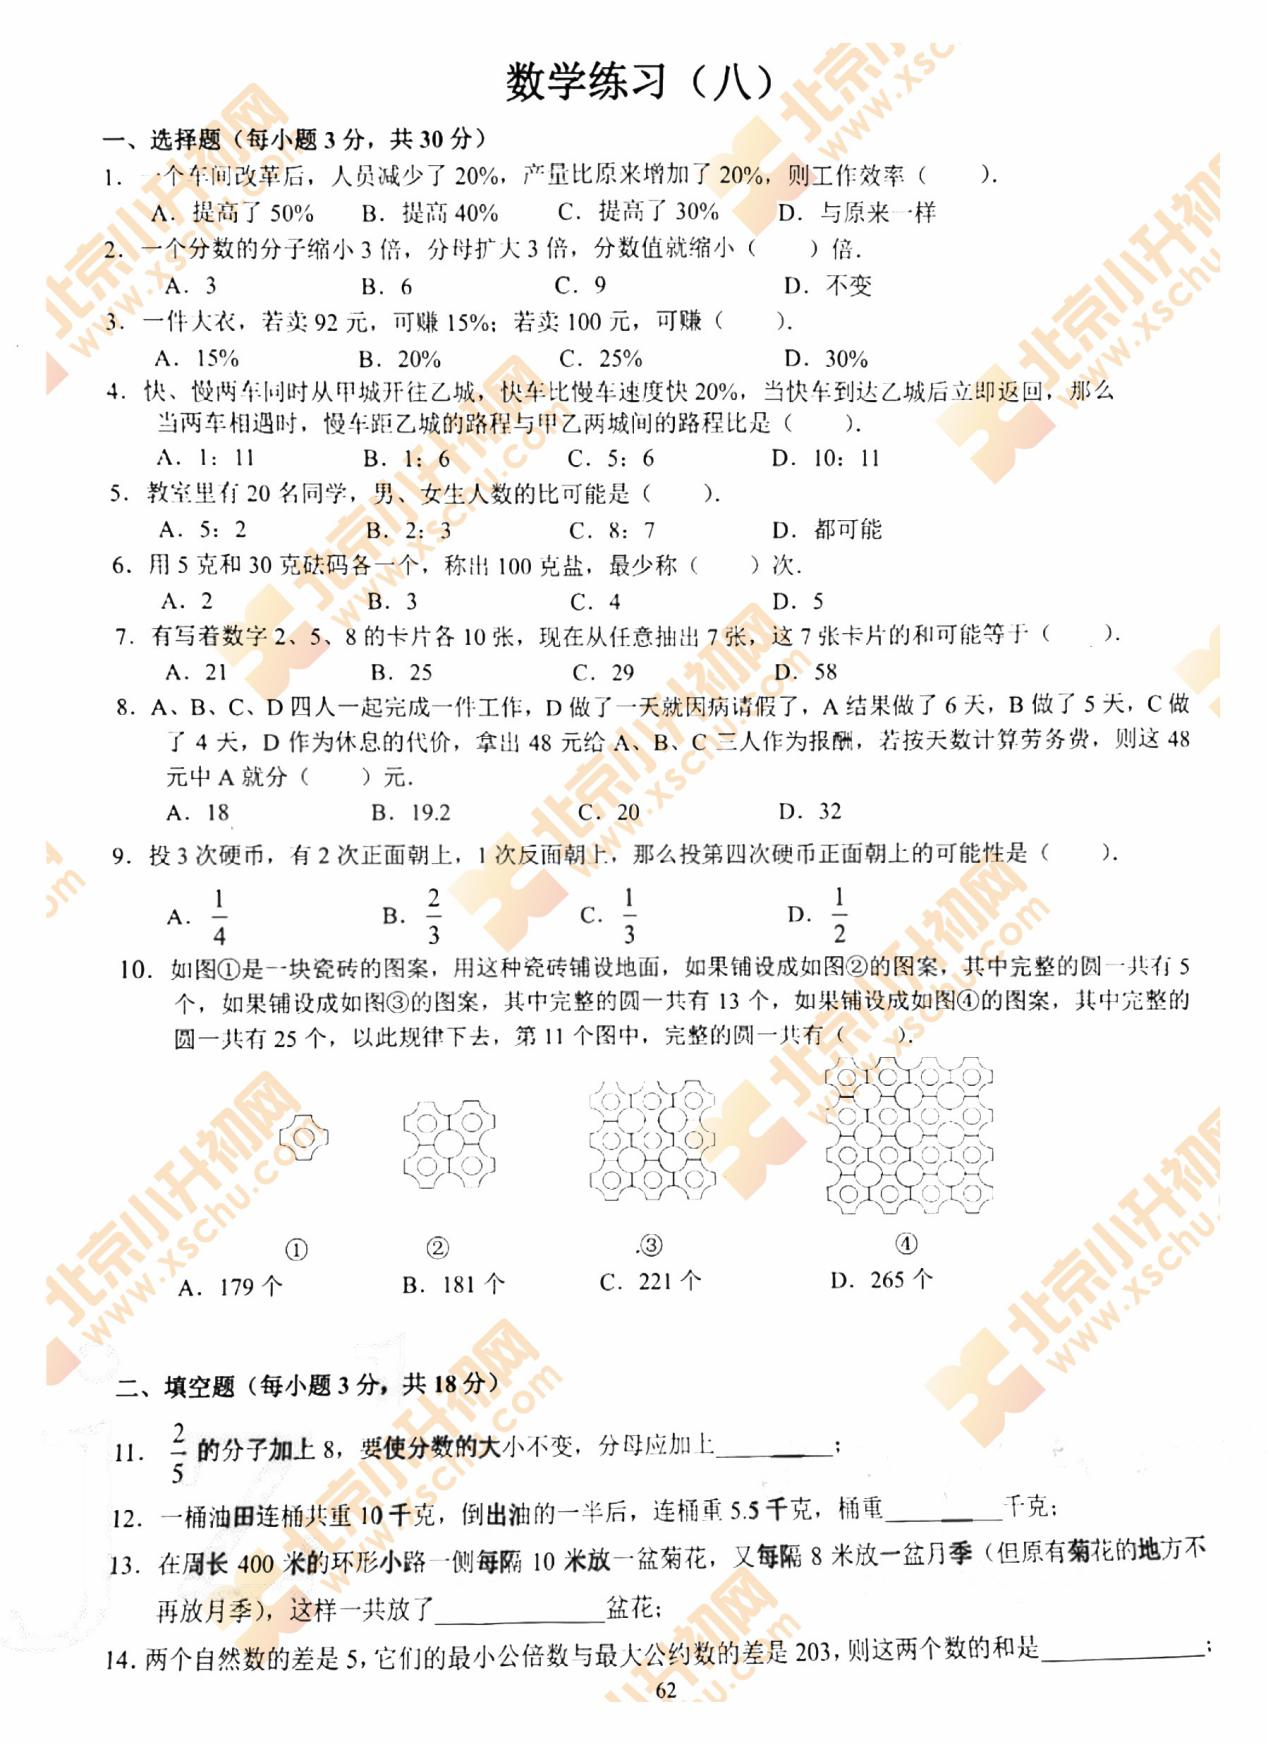 数学练习（八）
一、选择题（每小题 3 分，共 30 分）
1．一个车间改革后，人员减少了 20%，产量比原来增加了 20%，则工作效率（　　）．
A．提高了 50%　B．提高 40%　C．提高了 30%　D．与原来一样
2．一个分数的分子缩小 3 倍，分母扩大 3 倍，分数值就缩小（　　）倍．
A．3　B．6　C．9　D．不变
3．一件大衣，若卖 92 元，可赚 15%；若卖 100 元，可赚（　　）．
A．15%　B．20%　C．25%　D．30%
4．快、慢两车同时从甲城开往乙城，快车比慢车速度快 20%，当快车到达乙城后立即返回，那么
当两车相遇时，慢车距乙城的路程与甲乙两城间的路程比是（　　）．
A．1：11　B．1：6　C．5：6　D．10：11
5．教室里有 20 名同学，男、女生人数的比可能是（　　）．
A．5：2　B．2：3　C．8：7　D．都可能
6．用 5 克和 30 克砝码各一个，称出 100 克盐，最少称（　　）次．
A．2　B．3　C．4　D．5
7．有写着数字 2、5、8 的卡片各 10 张，现在从任意抽出 7 张，这 7 张卡片的和可能等于（　　）．
A．21　B．25　C．29　D．58
8．A、B、C、D 四人一起完成一件工作，D 做了一天就因病请假了，A 结果做了 6 天，B 做了 5 天，C 做
了 4 天，D 作为休息的代价，拿出 48 元给 A、B、C 三人作为报酬，若按天数计算劳务费，则这 48
元中 A 就分（　　）元．
A．18　B．19.2　C．20　D．32
9．投 3 次硬币，有 2 次正面朝上，1 次反面朝上，那么投第四次硬币正面朝上的可能性是（　　）．
A．1/4　B．2/3　C．1/3　D．1/2
10．如图①是一块瓷砖的图案，用这种瓷砖铺设地面，如果铺设成如图②的图案，其中完整的圆一共有 5
个，如果铺设成如图③的图案，其中完整的圆一共有 13 个，如果铺设成如图④的图案，其中完整的
圆一共有 25 个，以此规律下去，第 11 个图中，完整的圆一共有（　　）．
①　②　③　④
A．179 个　B．181 个　C．221 个　D．265 个
二、填空题（每小题 3 分，共 18 分）
11．2/5 的分子加上 8，要使分数的大小不变，分母应加上______；
12．一桶油田连桶共重 10 千克，倒出油的一半后，连桶重 5.5 千克，桶重______千克；
13．在周长 400 米的环形小路一侧每隔 10 米放一盆菊花，又每隔 8 米放一盆月季（但原有菊花的地方不
再放月季），这样一共放了______盆花；
14．两个自然数的差是 5，它们的最小公倍数与最大公约数的差是 203，则这两个数的和是______；
62
北京小升初网
www.xschu.com